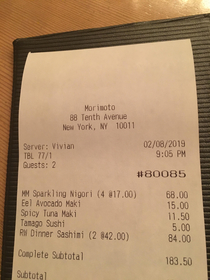 Morimoto
88 Tenth Avenue
New York, NY 10011
Server: Vivian 02/08/2019
TBL 77/1 9:05 PM
Guests: 2
#80085
MM Sparkling Nigori (4 @17.00) 68.00
Eel Avocado Maki 15.00
Spicy Tuna Maki 11.50
Tamago Sushi 5.00
RW Dinner Sashimi (2 @42.00) 84.00
Complete Subtotal 183.50
Subtotal